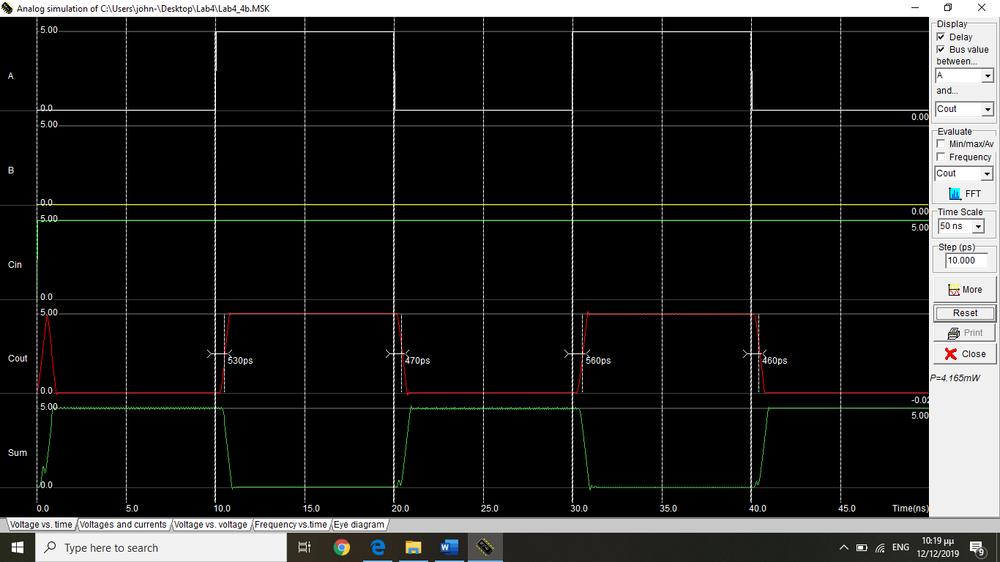 Analog simulation of C:\Users\john-\Desktop\Lab4\Lab4_4b.MSK
5.00
A
0.0
0.00
5.00
B
0.0
0.00
5.00
5.00
Cin
0.0
5.00
Cout
530ps
470ps
560ps
460ps
0.0
-0.02
5.00
5.00
Sum
0.0
0.0
5.0
10.0
15.0
20.0
25.0
30.0
35.0
40.0
45.0
Time(ns)
Display
Delay
Bus value
between...
A
and...
Cout
Evaluate
Min/max/Av
Frequency
Cout
FFT
Time Scale
50 ns
Step (ps)
10.000
More
Reset
Print
Close
P=4.165mW
Voltage vs. time
Voltages and currents
Voltage vs. voltage
Frequency vs.time
Eye diagram
Type here to search
ENG
10:19 μμ
12/12/2019
9